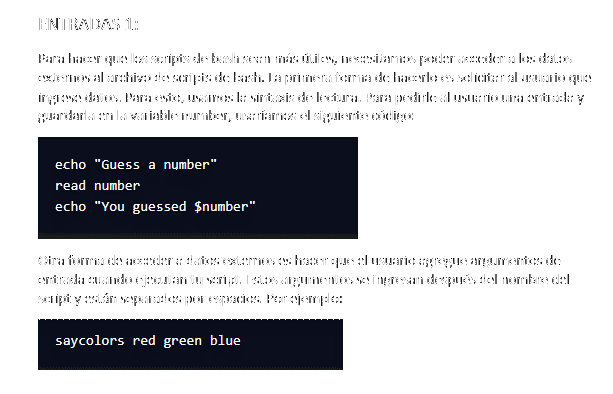 ENTRADAS 1:
Para hacer que los scripts de bash sean más útiles, necesitamos poder acceder a los datos
externos al archivo de scripts de bash. La primera forma de hacerlo es solicitar al usuario que
ingrese datos. Para esto, usamos la sintaxis de lectura. Para pedirle al usuario una entrada y
guardarla en la variable number, usaríamos el siguiente código:
echo "Guess a number"
read number
echo "You guessed $number"
Otra forma de acceder a datos externos es hacer que el usuario agregue argumentos de
entrada cuando ejecutan tu script. Estos argumentos se ingresan después del nombre del
script y están separados por espacios. Por ejemplo:
saycolors red green blue